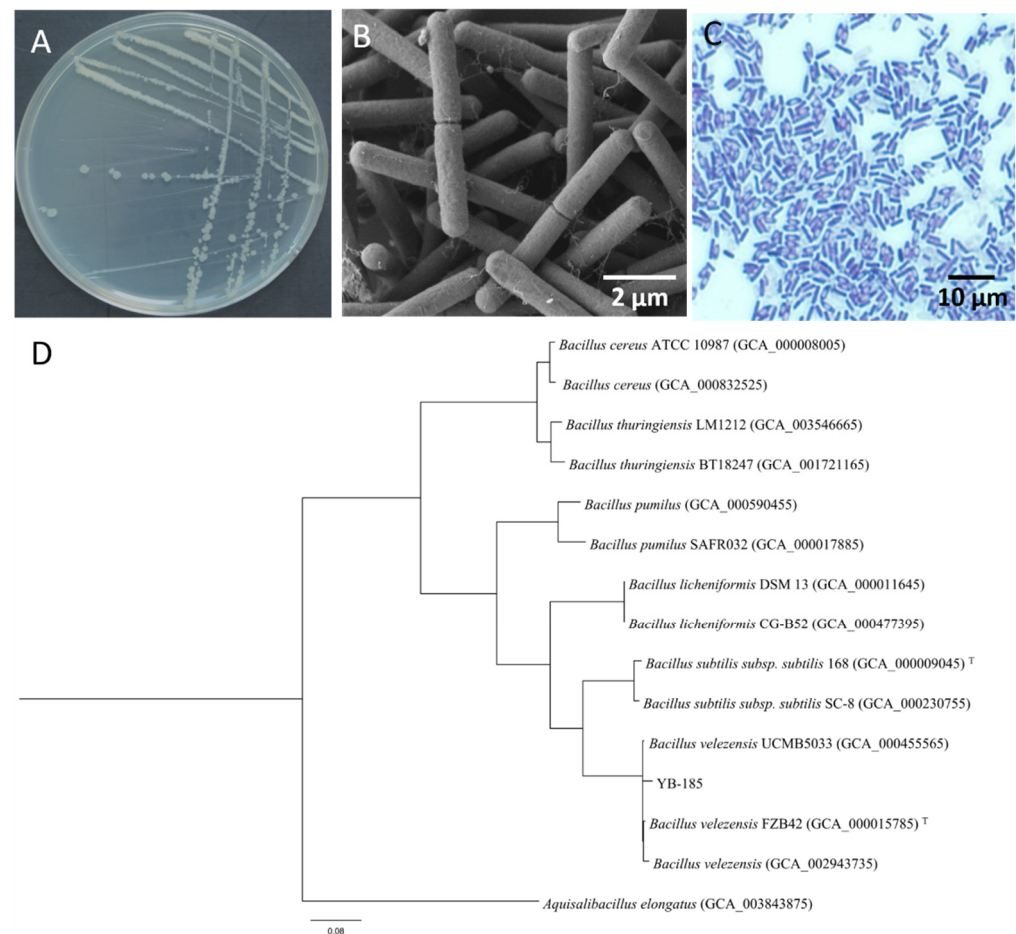 A
B
C
2 µm
10 µm
D
Bacillus cereus ATCC 10987 (GCA_000008005)
Bacillus cereus (GCA_000832525)
Bacillus thuringiensis LM1212 (GCA_003546665)
Bacillus thuringiensis BT18247 (GCA_001721165)
Bacillus pumilus (GCA_000590455)
Bacillus pumilus SAFR032 (GCA_000017885)
Bacillus licheniformis DSM 13 (GCA_000011645)
Bacillus licheniformis CG-B52 (GCA_000477395)
Bacillus subtilis subsp. subtilis 168 (GCA_000009045) T
Bacillus subtilis subsp. subtilis SC-8 (GCA_000230755)
Bacillus velezensis UCMB5033 (GCA_000455565)
YB-185
Bacillus velezensis FZB42 (GCA_000015785) T
Bacillus velezensis (GCA_002943735)
Aquisalibacillus elongatus (GCA_003843875)
0.08